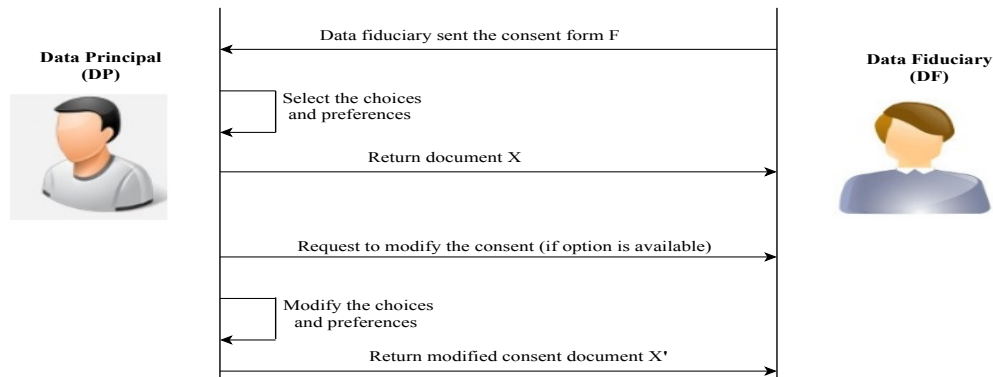 Data fiduciary sent the consent form F
Data Principal
(DP)
Data Fiduciary
(DF)
Select the choices
and preferences
Return document X
Request to modify the consent (if option is available)
Modify the choices
and preferences
Return modified consent document X'